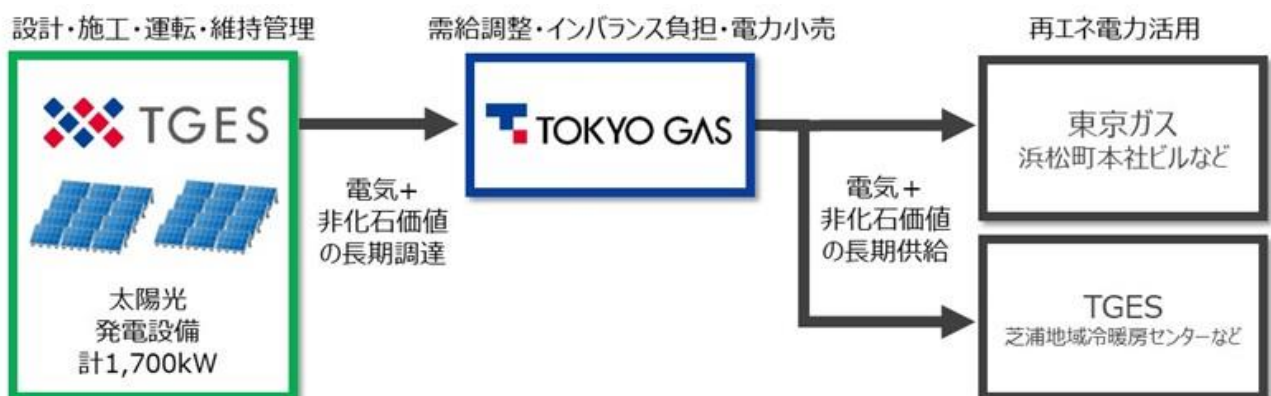 設計・施工・運転・維持管理
TGES
太陽光
発電設備
計1,700kW
電気+
非化石価値
の長期調達
需給調整・インバランス負担・電力小売
TOKYO GAS
電気+
非化石価値
の長期供給
再エネ電力活用
東京ガス
浜松町本社ビルなど
TGES
芝浦地域冷暖房センターなど